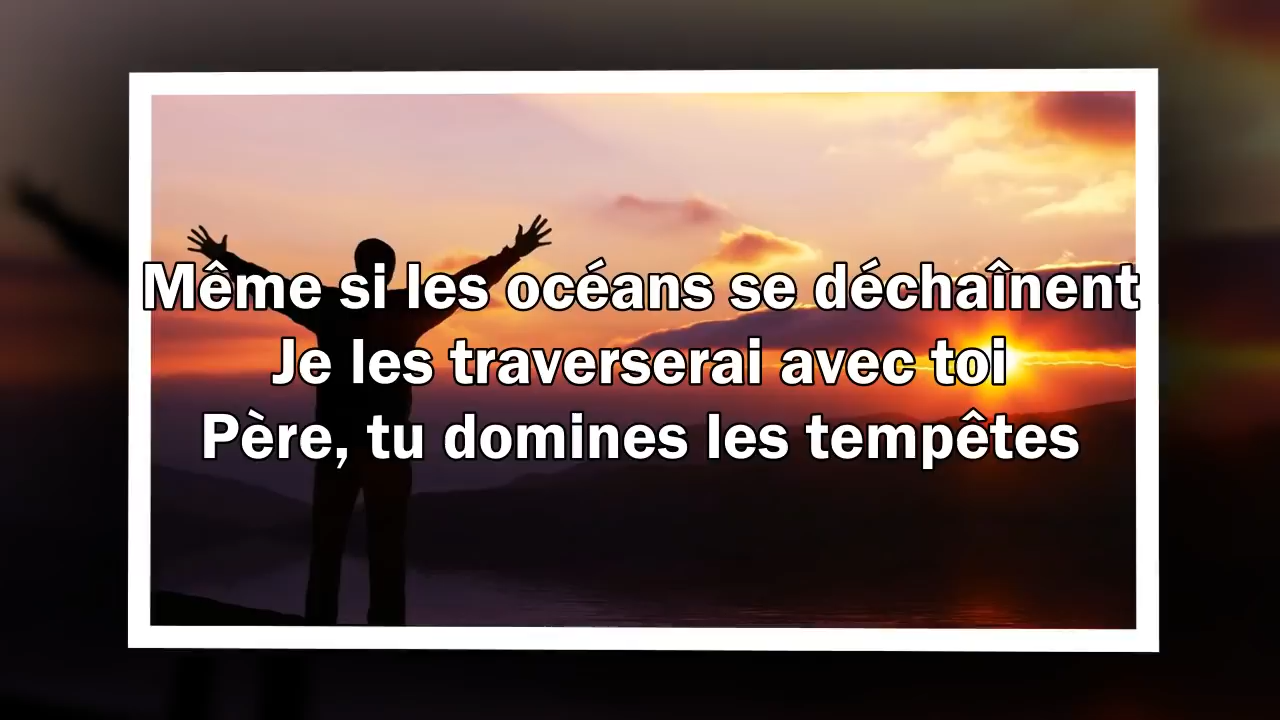 Même si les océans se déchaînent
Je les traverserai avec toi
Père, tu domines les tempêtes